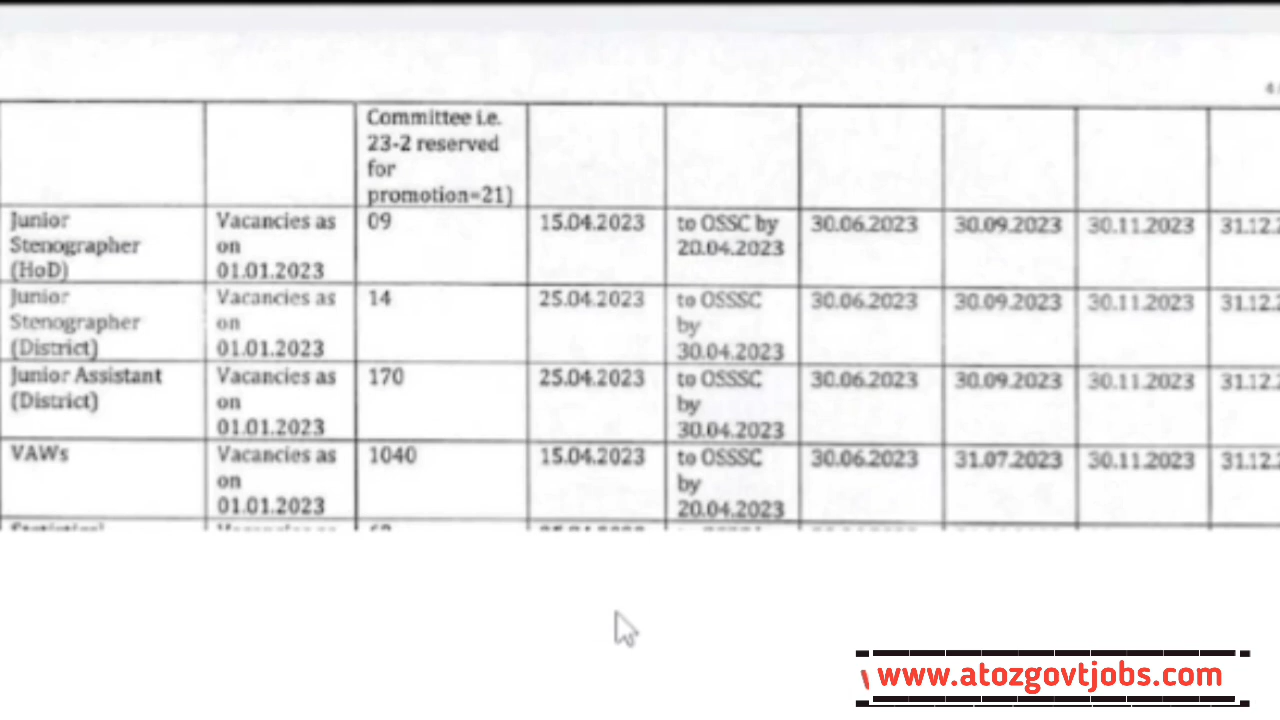 Committee i.e.
23-2 reserved
for
promotion=21)
Junior
Stenographer
(HoD)
Vacancies as
on
01.01.2023
09
15.04.2023
to OSSC by
20.04.2023
30.06.2023
30.09.2023
30.11.2023
31.12.2
Junior
Stenographer
(District)
Vacancies as
on
01.01.2023
14
25.04.2023
to OSSSC
by
30.04.2023
30.06.2023
30.09.2023
30.11.2023
31.12.2
Junior Assistant
(District)
Vacancies as
on
01.01.2023
170
25.04.2023
to OSSSC
by
30.04.2023
30.06.2023
30.09.2023
30.11.2023
31.12.2
VAWs
Vacancies as
on
01.01.2023
1040
15.04.2023
to OSSSC
by
20.04.2023
30.06.2023
31.07.2023
30.11.2023
31.12.2
www.atozgovtjobs.com